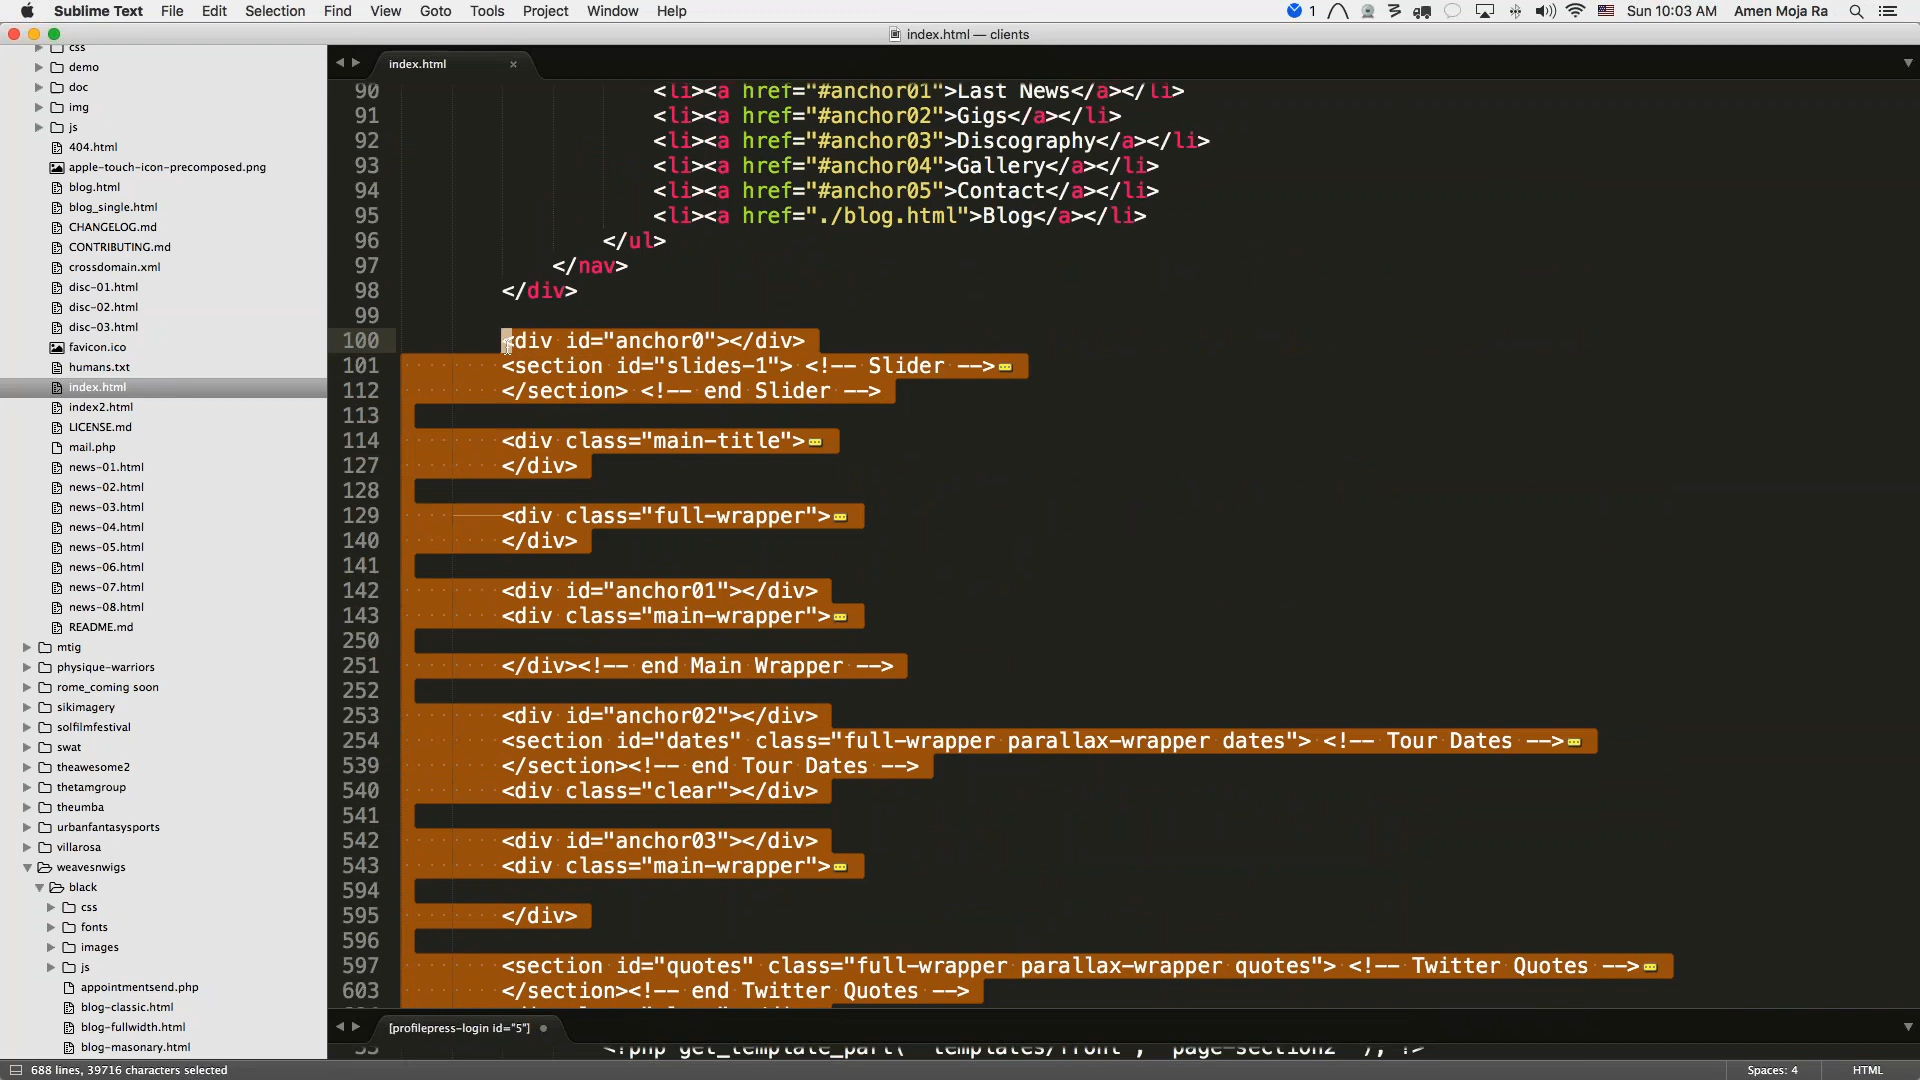 Sublime Text File Edit Selection Find View Goto Tools Project Window Help 1 Sun 10:03 AM Amen Moja Ra
index.html — clients
css
demo
doc
img
js
404.html
apple-touch-icon-precomposed.png
blog.html
blog_single.html
CHANGELOG.md
CONTRIBUTING.md
crossdomain.xml
disc-01.html
disc-02.html
disc-03.html
favicon.ico
humans.txt
index.html
index2.html
LICENSE.md
mail.php
news-01.html
news-02.html
news-03.html
news-04.html
news-05.html
news-06.html
news-07.html
news-08.html
README.md
mtig
physique-warriors
rome_coming soon
sikimagery
solfilmfestival
swat
theawesome2
thetamgroup
theumba
urbanfantasysports
villarosa
weavesnwigs
black
css
fonts
images
js
appointmentsend.php
blog-classic.html
blog-fullwidth.html
blog-masonary.html
index.html ×
90 <li><a href="#anchor01">Last News</a></li>
91 <li><a href="#anchor02">Gigs</a></li>
92 <li><a href="#anchor03">Discography</a></li>
93 <li><a href="#anchor04">Gallery</a></li>
94 <li><a href="#anchor05">Contact</a></li>
95 <li><a href="./blog.html">Blog</a></li>
96 </ul>
97 </nav>
98 </div>
99
100 <div id="anchor0"></div>
101 <section id="slides-1"> <!-- Slider -->
112 </section> <!-- end Slider -->
113
114 <div class="main-title">
127 </div>
128
129 <div class="full-wrapper">
140 </div>
141
142 <div id="anchor01"></div>
143 <div class="main-wrapper">
250
251 </div><!-- end Main Wrapper -->
252
253 <div id="anchor02"></div>
254 <section id="dates" class="full-wrapper parallax-wrapper dates"> <!-- Tour Dates -->
539 </section><!-- end Tour Dates -->
540 <div class="clear"></div>
541
542 <div id="anchor03"></div>
543 <div class="main-wrapper">
594
595 </div>
596
597 <section id="quotes" class="full-wrapper parallax-wrapper quotes"> <!-- Twitter Quotes -->
603 </section><!-- end Twitter Quotes -->
[profilepress-login id="5"]
<?php get_template_part( 'templates/front', 'page-section2' ); ?>
688 lines, 39716 characters selected Spaces: 4 HTML